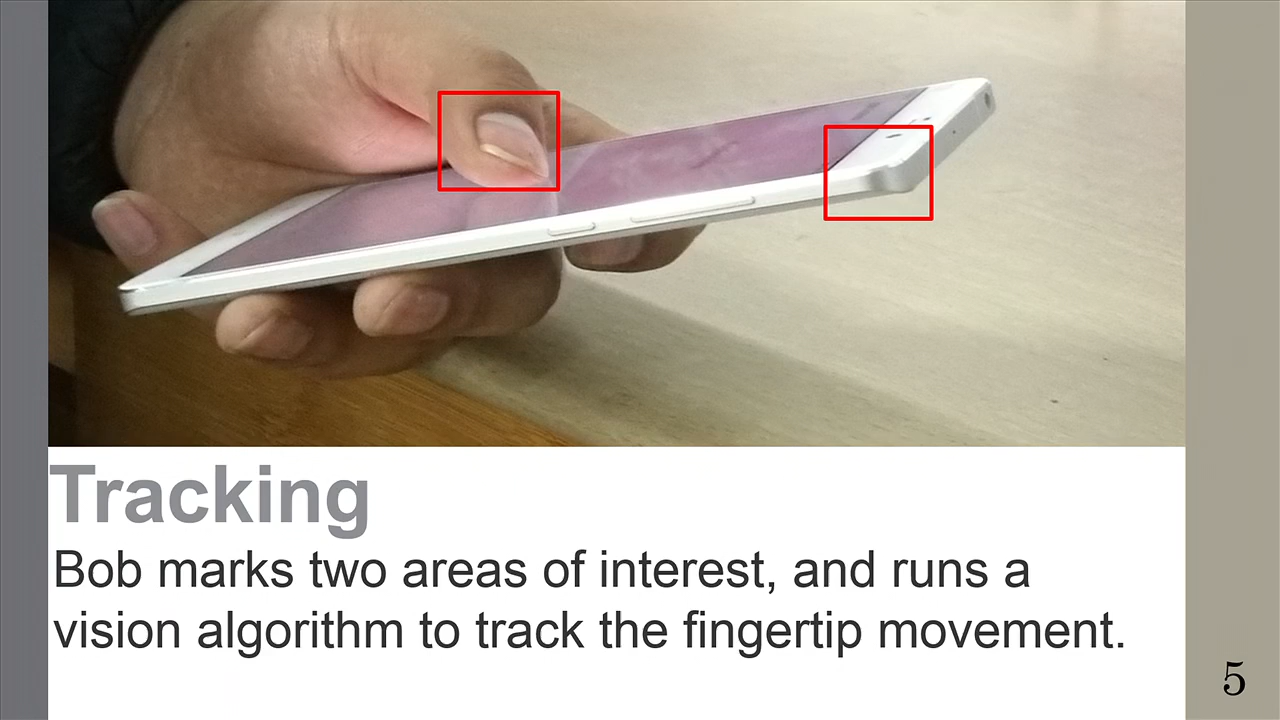 Tracking
Bob marks two areas of interest, and runs a
vision algorithm to track the fingertip movement.
5